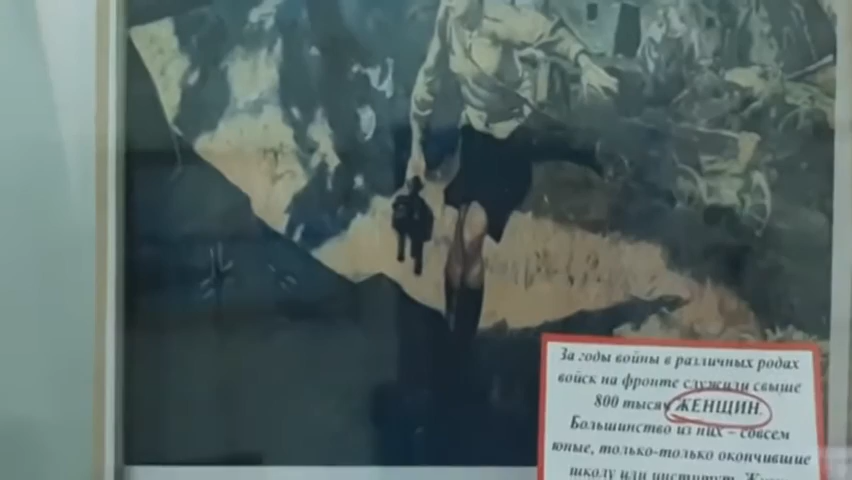 За годы войны в различных родах
войск на фронте служили свыше
800 тысяч ЖЕНЩИН.
Большинство из них – совсем
юные, только-только окончившие
школу или институт.